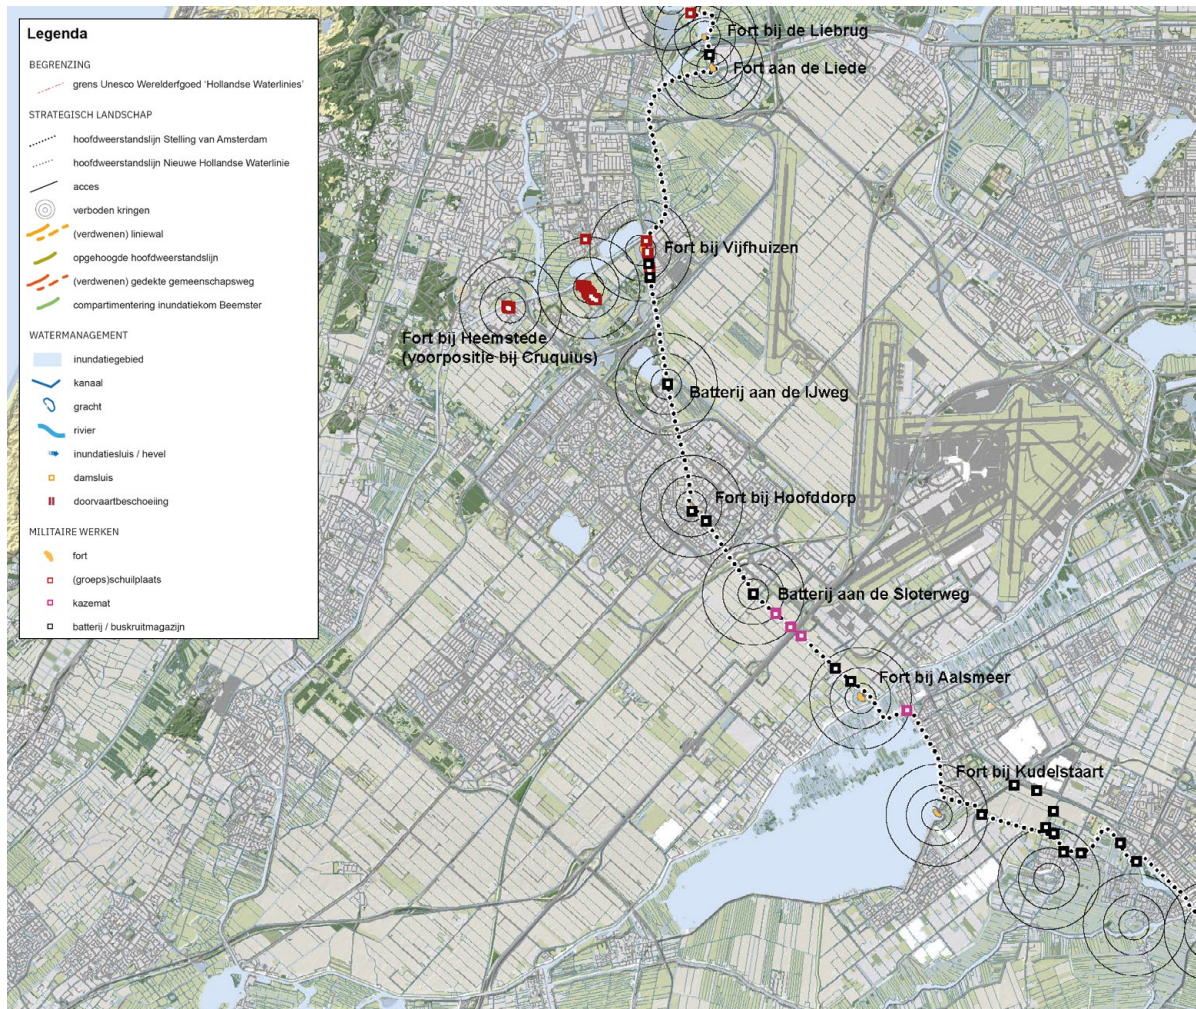 Legenda
BEGRENZING
grens Unesco Werelderfgoed 'Hollandse Waterlinies'
STRATEGISCH LANDSCHAP
hoofdweerstandslijn Stelling van Amsterdam
hoofdweerstandslijn Nieuwe Hollandse Waterlinie
acces
verboden kringen
(verdwenen) liniewal
opgehoogde hoofdweerstandslijn
(verdwenen) gedekte gemeenschapsweg
compartimentering inundatiekom Beemster
WATERMANAGEMENT
inundatiegebied
kanaal
gracht
rivier
inundatiesluis / hevel
damsluis
doorvaartbeschoeiing
MILITAIRE WERKEN
fort
(groeps)schuilplaats
kazemat
batterij / buskruitmagazijn
Fort bij de Liebrug
Fort aan de Liede
Fort bij Vijfhuizen
Fort bij Heemstede
(voorpositie bij Cruquius)
Batterij aan de IJweg
Fort bij Hoofddorp
Batterij aan de Sloterweg
Fort bij Aalsmeer
Fort bij Kudelstaart